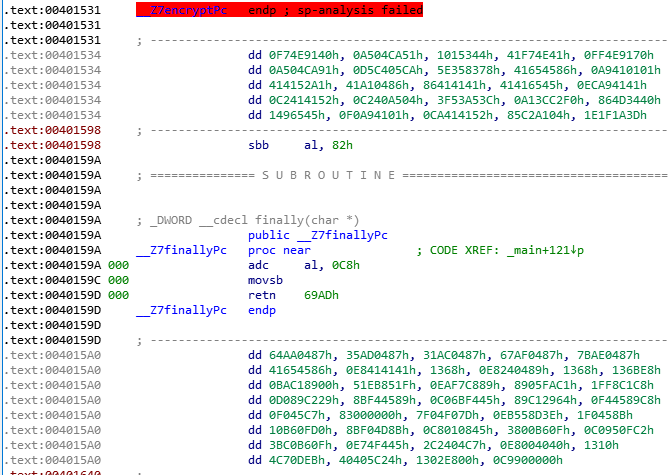 .text:00401531 __Z7encryptPc endp ; sp-analysis failed
.text:00401531
.text:00401531 ; ---------------------------------------------------------------------------
.text:00401534 dd 0F74E9140h, 0A504CA51h, 1015344h, 41F74E41h, 0FF4E9170h
.text:00401534 dd 0A504CA91h, 0D5C405CAh, 5E358378h, 41654586h, 0A9410101h
.text:00401534 dd 414152A1h, 41A10486h, 86414141h, 41416545h, 0ECA94141h
.text:00401534 dd 0C2414152h, 0C240A504h, 3F53A53Ch, 0A13CC2F0h, 864D3440h
.text:00401534 dd 1496545h, 0F0A94101h, 0CA414152h, 85C2A104h, 1E1F1A3Dh
.text:00401598 ; ---------------------------------------------------------------------------
.text:00401598 sbb al, 82h
.text:0040159A
.text:0040159A ; =============== S U B R O U T I N E =======================================
.text:0040159A
.text:0040159A
.text:0040159A ; _DWORD __cdecl finally(char *)
.text:0040159A public __Z7finallyPc
.text:0040159A __Z7finallyPc proc near ; CODE XREF: _main+121↓p
.text:0040159A 000 adc al, 0C8h
.text:0040159C 000 movsb
.text:0040159D 000 retn 69ADh
.text:0040159D __Z7finallyPc endp
.text:0040159D
.text:0040159D ; ---------------------------------------------------------------------------
.text:004015A0 dd 64AA0487h, 35AD0487h, 31AC0487h, 67AF0487h, 7BAE0487h
.text:004015A0 dd 41654586h, 0E8414141h, 1368h, 0E8240489h, 1368h, 136BE8h
.text:004015A0 dd 0BAC18900h, 51EB851Fh, 0EAF7C889h, 8905FAC1h, 1FF8C1C8h
.text:004015A0 dd 0D089C229h, 8BF44589h, 0C06BF445h, 89C12964h, 0F44589C8h
.text:004015A0 dd 0F045C7h, 83000000h, 7F04F07Dh, 0EB558D3Eh, 1F0458Bh
.text:004015A0 dd 10B60FD0h, 8BF04D8Bh, 0C8010845h, 3800B60Fh, 0C0950FC2h
.text:004015A0 dd 3BC0B60Fh, 0E74F445h, 2C2404C7h, 0E8004040h, 1310h
.text:004015A0 dd 4C70DEBh, 40405C24h, 1302E800h, 0C9900000h
.text:00401640 ;